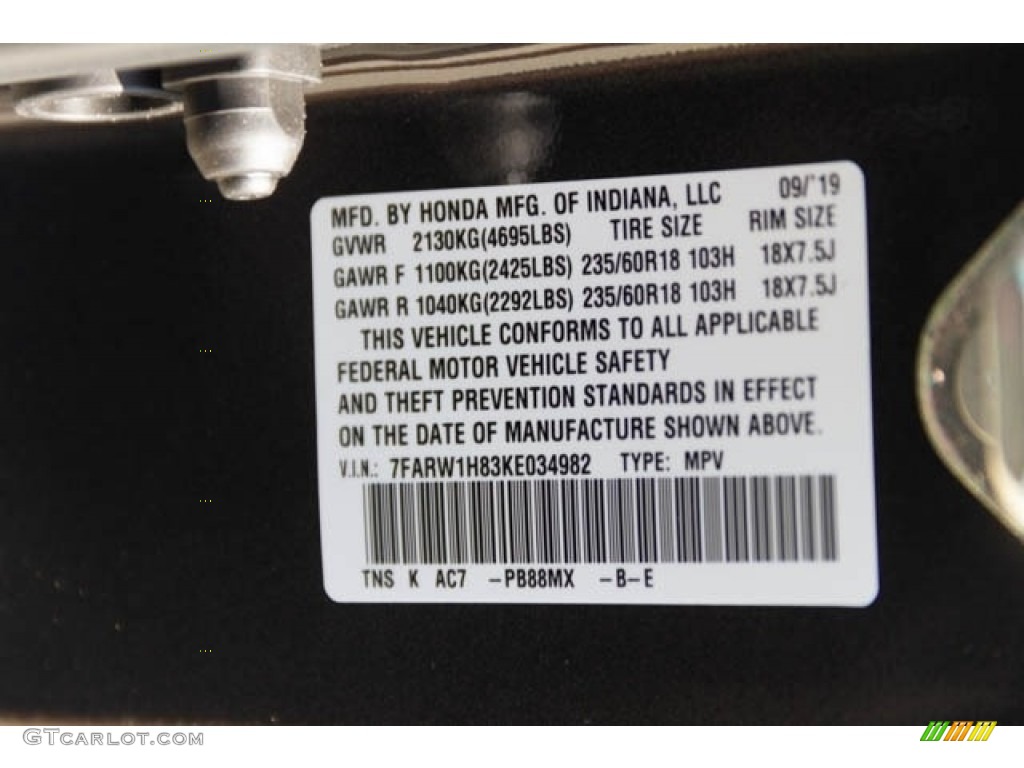 MFD. BY HONDA MFG. OF INDIANA, LLC 09/'19
GVWR 2130KG(4695LBS) TIRE SIZE RIM SIZE
GAWR F 1100KG(2425LBS) 235/60R18 103H 18X7.5J
GAWR R 1040KG(2292LBS) 235/60R18 103H 18X7.5J
THIS VEHICLE CONFORMS TO ALL APPLICABLE
FEDERAL MOTOR VEHICLE SAFETY
AND THEFT PREVENTION STANDARDS IN EFFECT
ON THE DATE OF MANUFACTURE SHOWN ABOVE.
V.I.N.: 7FARW1H83KE034982 TYPE: MPV
TNS K AC7 -PB88MX -B-E
GTCARLOT.COM